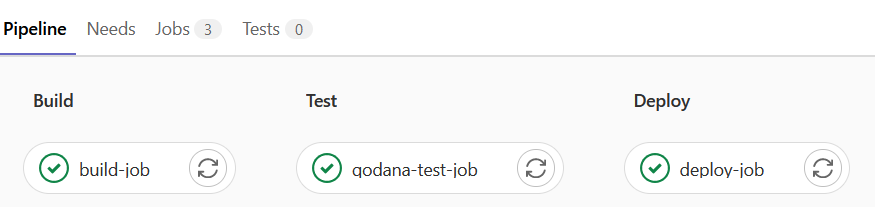 Pipeline Needs Jobs 3 Tests 0
Build Test Deploy
build-job qodana-test-job deploy-job